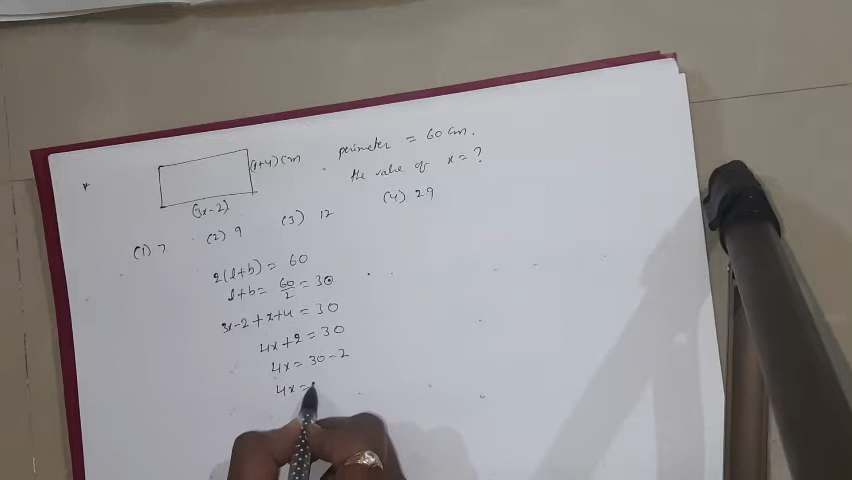 * (x+4) cm . perimeter = 60 cm.
the value of x = ?
(3x-2)
(1) 7 (2) 9 (3) 12 (4) 29
2(l+b) = 60
l+b = 60/2 = 30
3x-2+x+4 = 30
4x+2 = 30
4x = 30-2
4x =